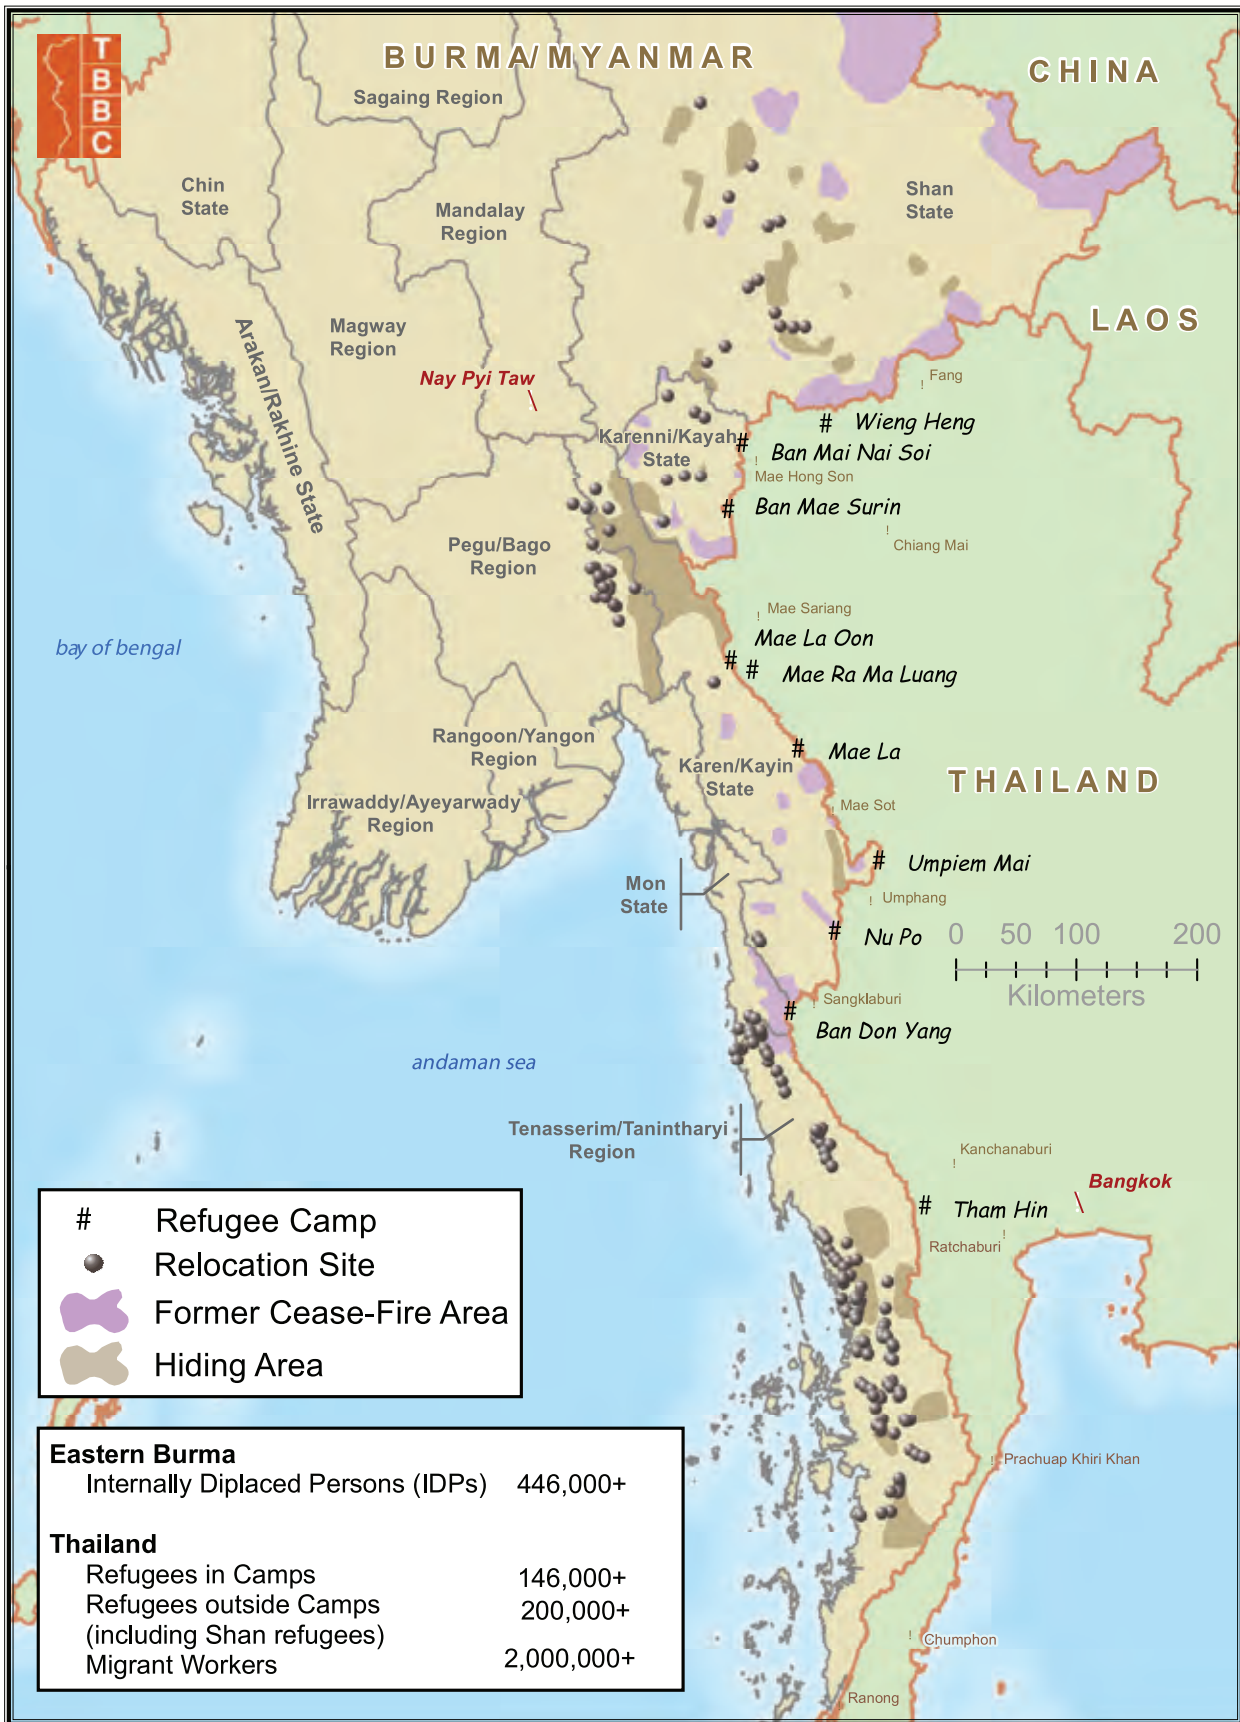 T
B
B
C
BURMA/MYANMAR
CHINA
Sagaing Region
Chin
State
Mandalay
Region
Shan
State
LAOS
Arakan/Rakhine State
Magway
Region
Nay Pyi Taw
Fang
Wieng Heng
Karenni/Kayah
State
Ban Mai Nai Soi
Mae Hong Son
Ban Mae Surin
Chiang Mai
Pegu/Bago
Region
Mae Sariang
Mae La Oon
bay of bengal
Mae Ra Ma Luang
Rangoon/Yangon
Region
Mae La
Karen/Kayin
State
THAILAND
Irrawaddy/Ayeyarwady
Region
Mae Sot
Umpiem Mai
Mon
State
Umphang
Nu Po
0 50 100 200
Kilometers
Sangklaburi
Ban Don Yang
andaman sea
Tenasserim/Tanintharyi
Region
Kanchanaburi
Bangkok
Tham Hin
Ratchaburi
# Refugee Camp
Relocation Site
Former Cease-Fire Area
Hiding Area
Prachuap Khiri Khan
Eastern Burma
Internally Diplaced Persons (IDPs) 446,000+
Thailand
Refugees in Camps 146,000+
Refugees outside Camps 200,000+
(including Shan refugees)
Migrant Workers 2,000,000+
Chumphon
Ranong